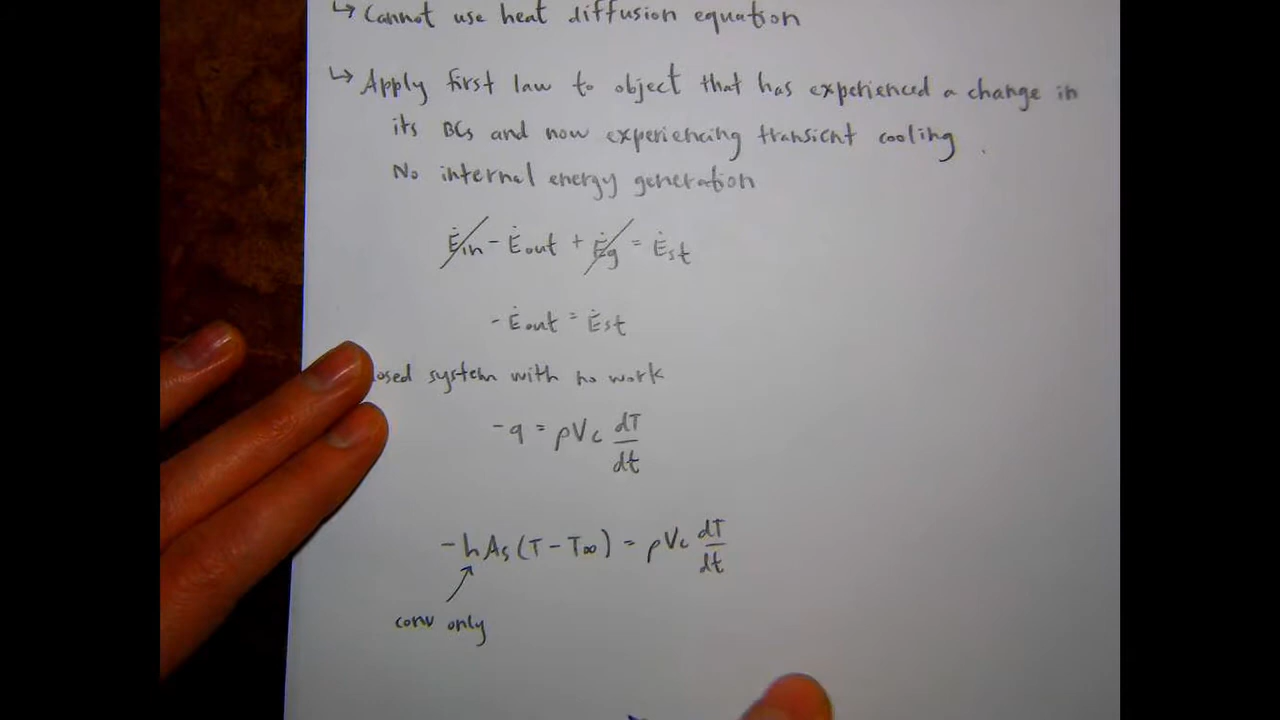 ↳ Cannot use heat diffusion equation
↳ Apply first law to object that has experienced a change in
its BCs and now experiencing transient cooling.
No internal energy generation
Ėin - Ėout + Ėg = Ėst
- Ėout = Ėst
osed system with no work
-q = ρVc dT/dt
-hAs(T-T∞) = ρVc dT/dt
conv only